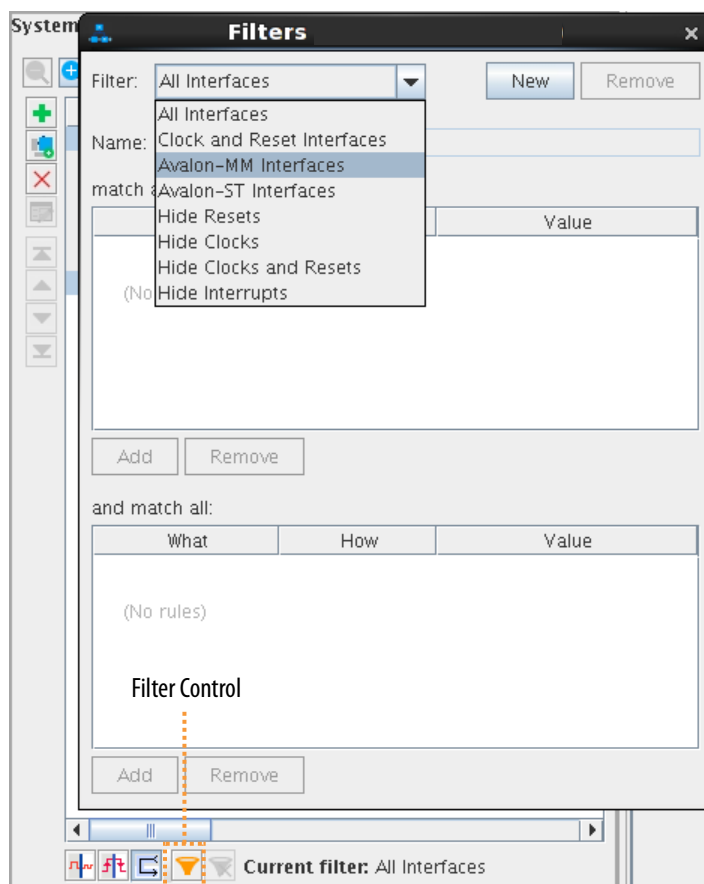 System
Filters
Filter: All Interfaces New Remove
All Interfaces
Name: Clock and Reset Interfaces
Avalon-MM Interfaces
match a Avalon-ST Interfaces
Hide Resets Value
Hide Clocks
Hide Clocks and Resets
(No Hide Interrupts
Add Remove
and match all:
What How Value
(No rules)
Filter Control
Add Remove
Current filter: All Interfaces